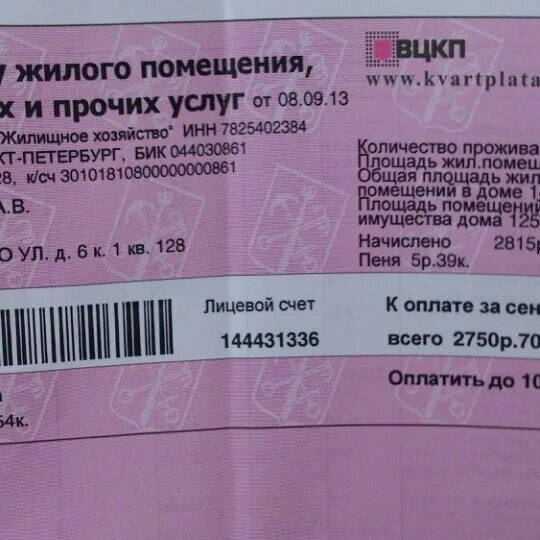 у жилого помещения,
х и прочих услуг от 08.09.13
"Жилищное хозяйство" ИНН 7825402384
КТ-ПЕТЕРБУРГ, БИК 044030861
28, к/сч 30101810800000000861
А.В.
О УЛ. д. 6 к. 1 кв. 128
ВЦКП
www.kvartplata
Количество прожива
Площадь жил.помещ
Общая площадь жил
помещений в доме 1
Площадь помещений
имущества дома 125
Начислено 2815р
Пеня 5р.39к.
Лицевой счет
144431336
К оплате за сен
всего 2750р.70
Оплатить до 10
54к.